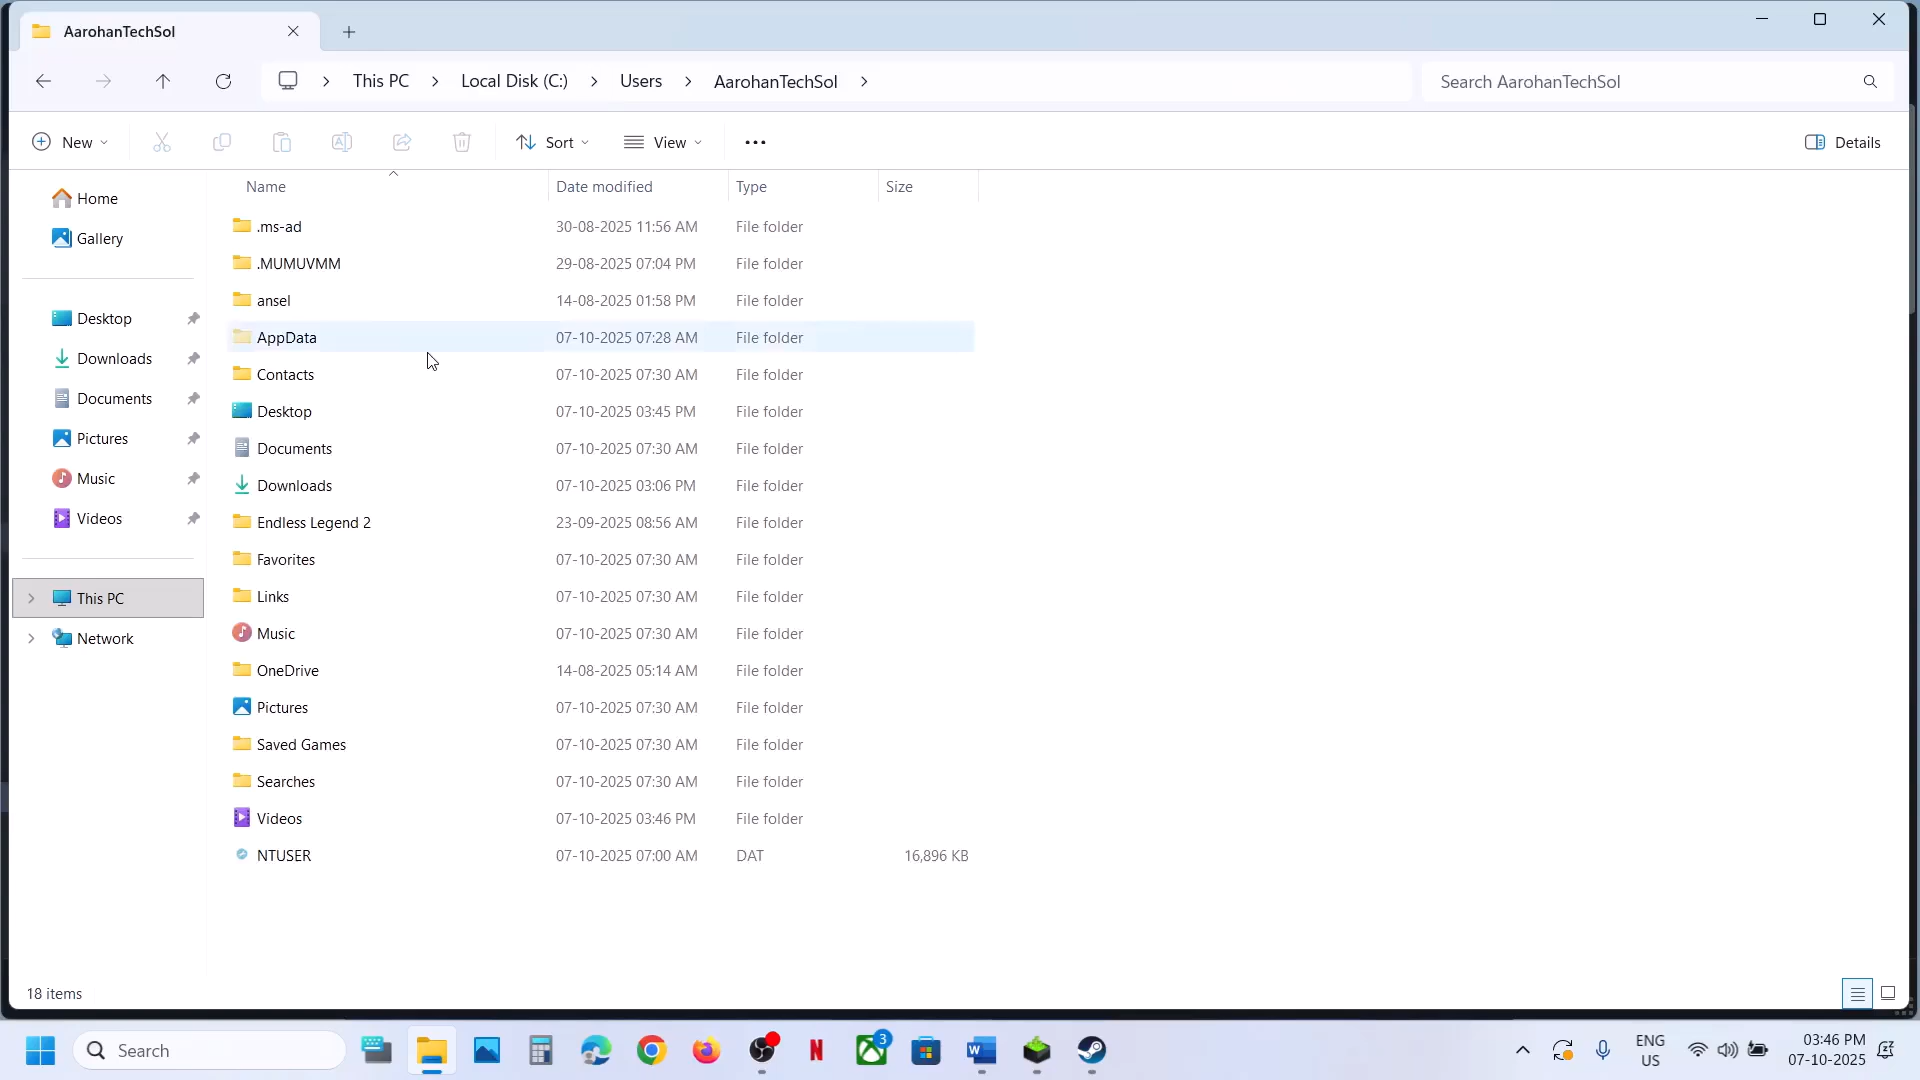 AarohanTechSol
This PC
Local Disk (C:)
Users
AarohanTechSol
Search AarohanTechSol
New
Sort
View
Details
Name
Date modified
Type
Size
Home
Gallery
Desktop
Downloads
Documents
Pictures
Music
Videos
This PC
Network
.ms-ad 30-08-2025 11:56 AM File folder
.MUMUVMM 29-08-2025 07:04 PM File folder
ansel 14-08-2025 01:58 PM File folder
AppData 07-10-2025 07:28 AM File folder
Contacts 07-10-2025 07:30 AM File folder
Desktop 07-10-2025 03:45 PM File folder
Documents 07-10-2025 07:30 AM File folder
Downloads 07-10-2025 03:06 PM File folder
Endless Legend 2 23-09-2025 08:56 AM File folder
Favorites 07-10-2025 07:30 AM File folder
Links 07-10-2025 07:30 AM File folder
Music 07-10-2025 07:30 AM File folder
OneDrive 14-08-2025 05:14 AM File folder
Pictures 07-10-2025 07:30 AM File folder
Saved Games 07-10-2025 07:30 AM File folder
Searches 07-10-2025 07:30 AM File folder
Videos 07-10-2025 03:46 PM File folder
NTUSER 07-10-2025 07:00 AM DAT 16,896 KB
18 items
Search
3
ENG
US
03:46 PM
07-10-2025